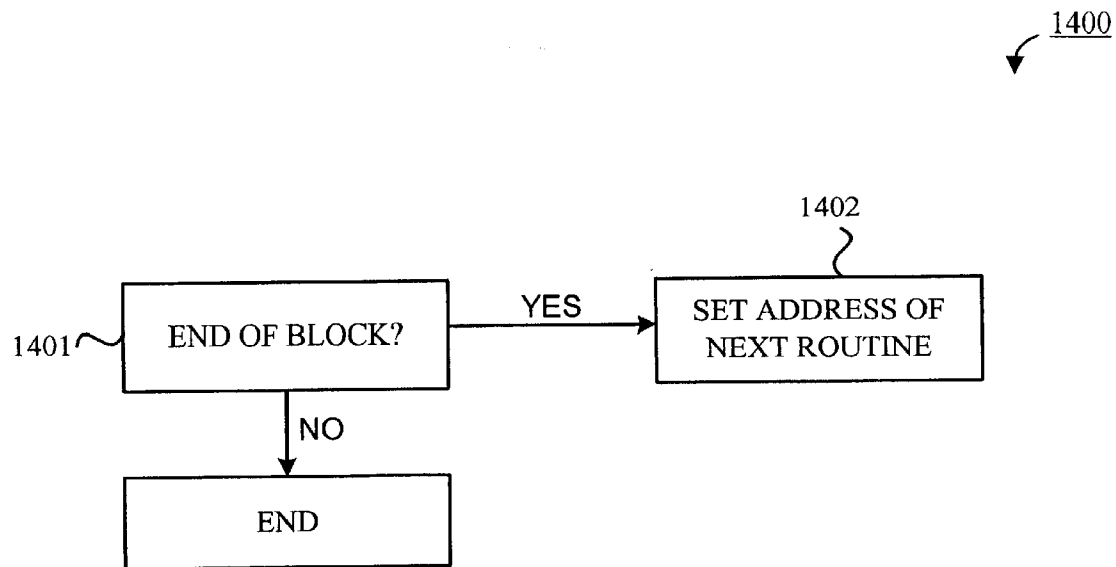 1400
1402
1401
END OF BLOCK?
YES
SET ADDRESS OF
NEXT ROUTINE
NO
END